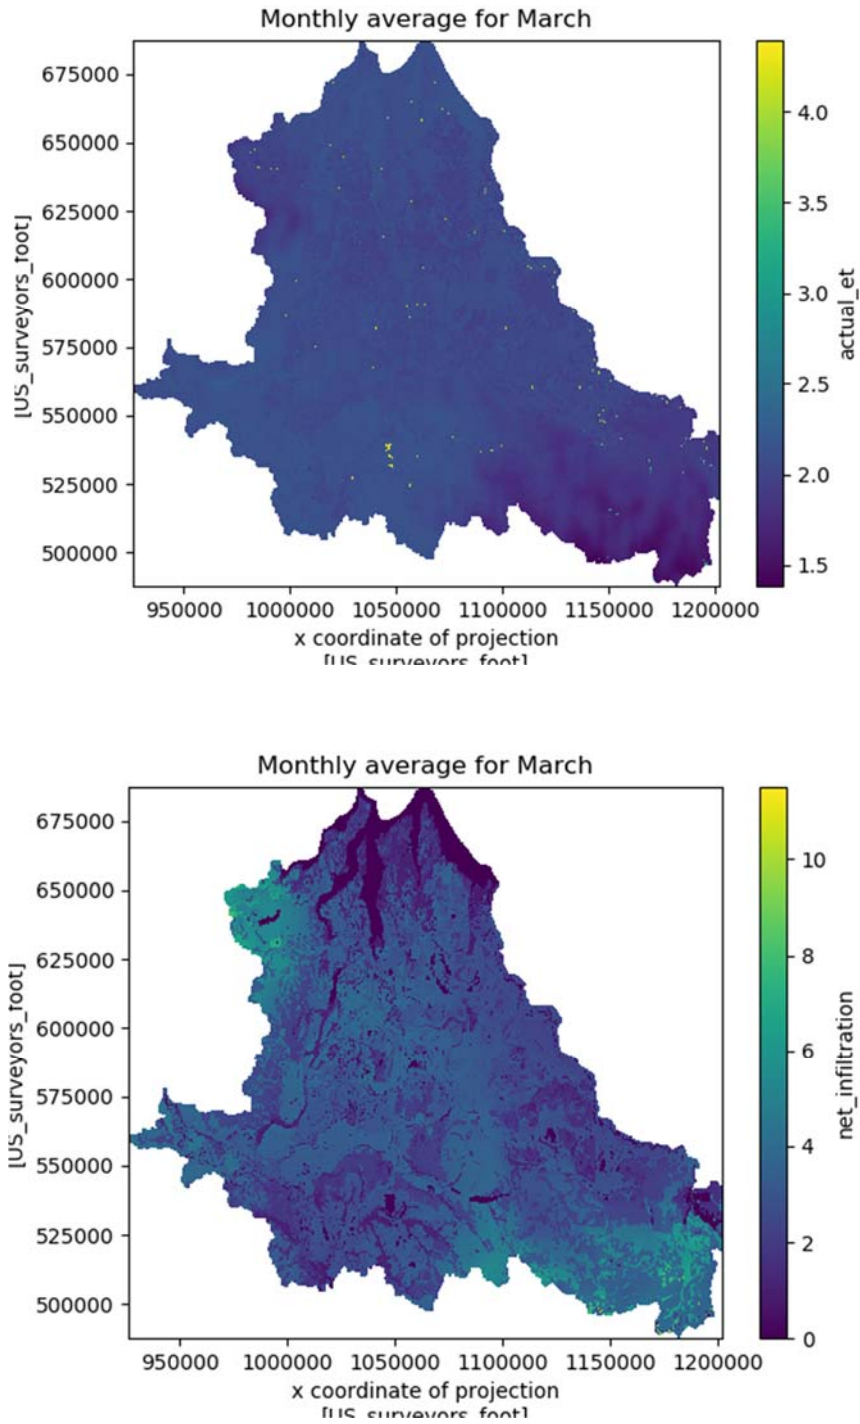 Monthly average for March
675000
650000
625000
600000
575000
550000
525000
500000
[US_surveyors_foot]
950000 1000000 1050000 1100000 1150000 1200000
x coordinate of projection
[US_surveyors_foot]
4.0
3.5
3.0
2.5
2.0
1.5
actual_et
Monthly average for March
675000
650000
625000
600000
575000
550000
525000
500000
[US_surveyors_foot]
950000 1000000 1050000 1100000 1150000 1200000
x coordinate of projection
[US_surveyors_foot]
10
8
6
4
2
0
net_infiltration